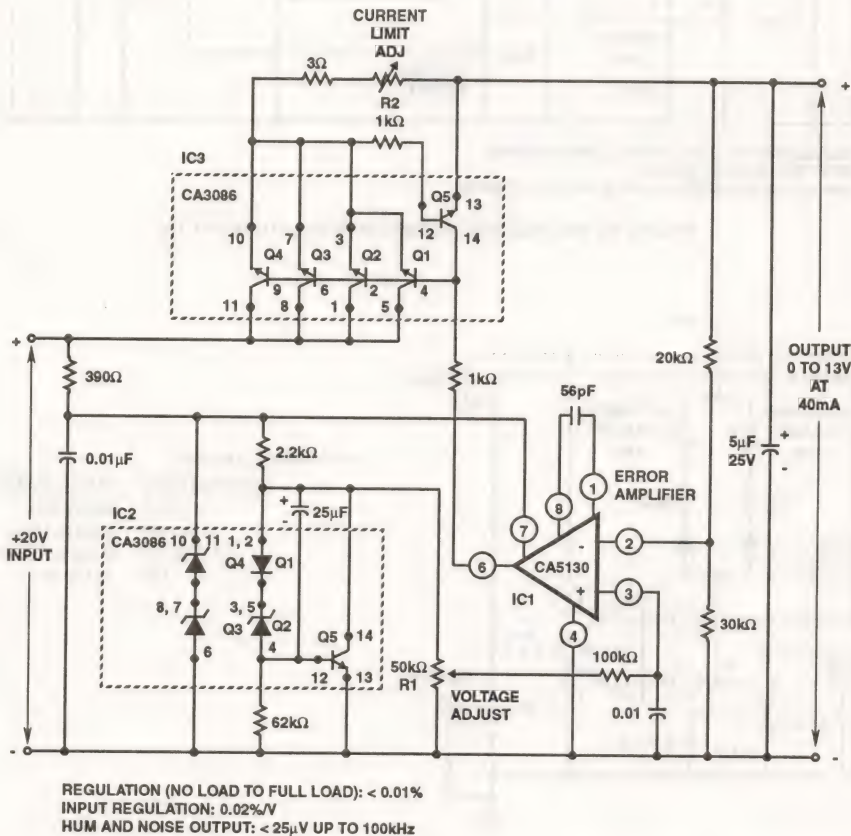 CURRENT
LIMIT
ADJ
3Ω
R2
1kΩ
+
IC3
CA3086
Q5
13
12
14
10
7
3
Q4
Q3
Q2
Q1
9
6
2
4
11
8
1
5
+
390Ω
1kΩ
20kΩ
OUTPUT
0 TO 13V
AT
40mA
56pF
5µF
25V
+
-
2.2kΩ
0.01µF
+
-
25µF
8
1
ERROR
AMPLIFIER
IC2
+20V
INPUT
CA3086
10
11
1, 2
Q4
Q1
7
6
-
2
CA5130
+
3
IC1
4
8, 7
3, 5
Q3
Q2
6
4
Q5
14
12
13
50kΩ
R1
VOLTAGE
ADJUST
100kΩ
30kΩ
0.01
62kΩ
-
-
REGULATION (NO LOAD TO FULL LOAD): < 0.01%
INPUT REGULATION: 0.02%/V
HUM AND NOISE OUTPUT: < 25µV UP TO 100kHz